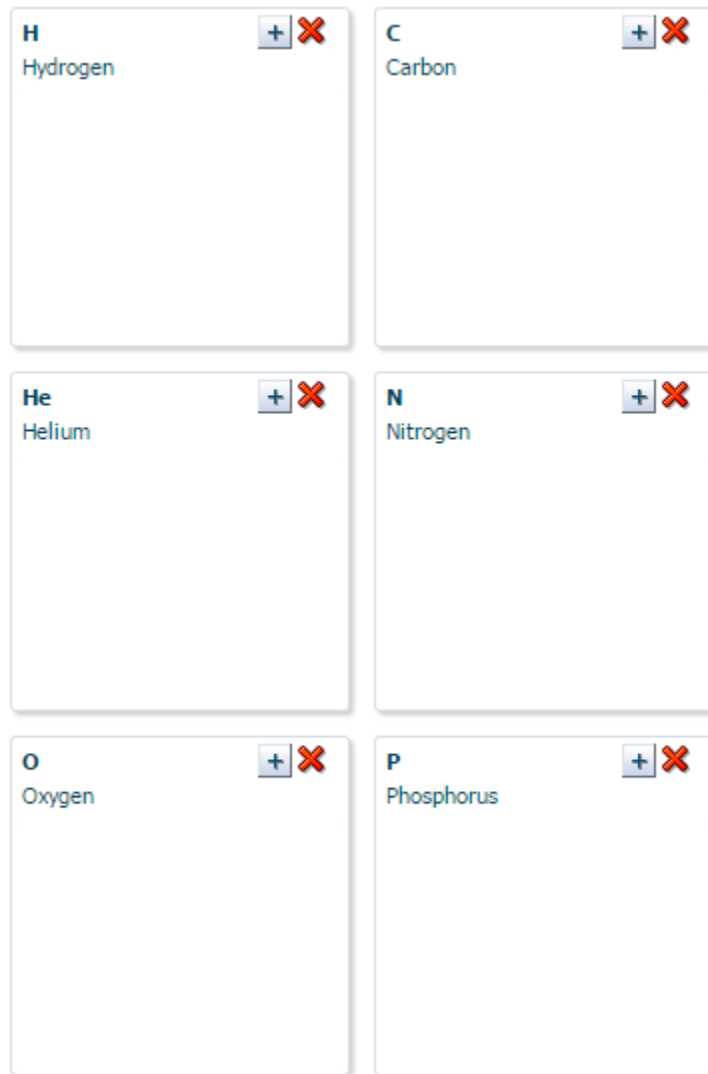 H
Hydrogen
C
Carbon
He
Helium
N
Nitrogen
O
Oxygen
P
Phosphorus